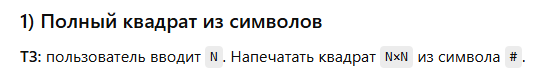 1) Полный квадрат из символов
ТЗ: пользователь вводит N. Напечатать квадрат N×N из символа #.